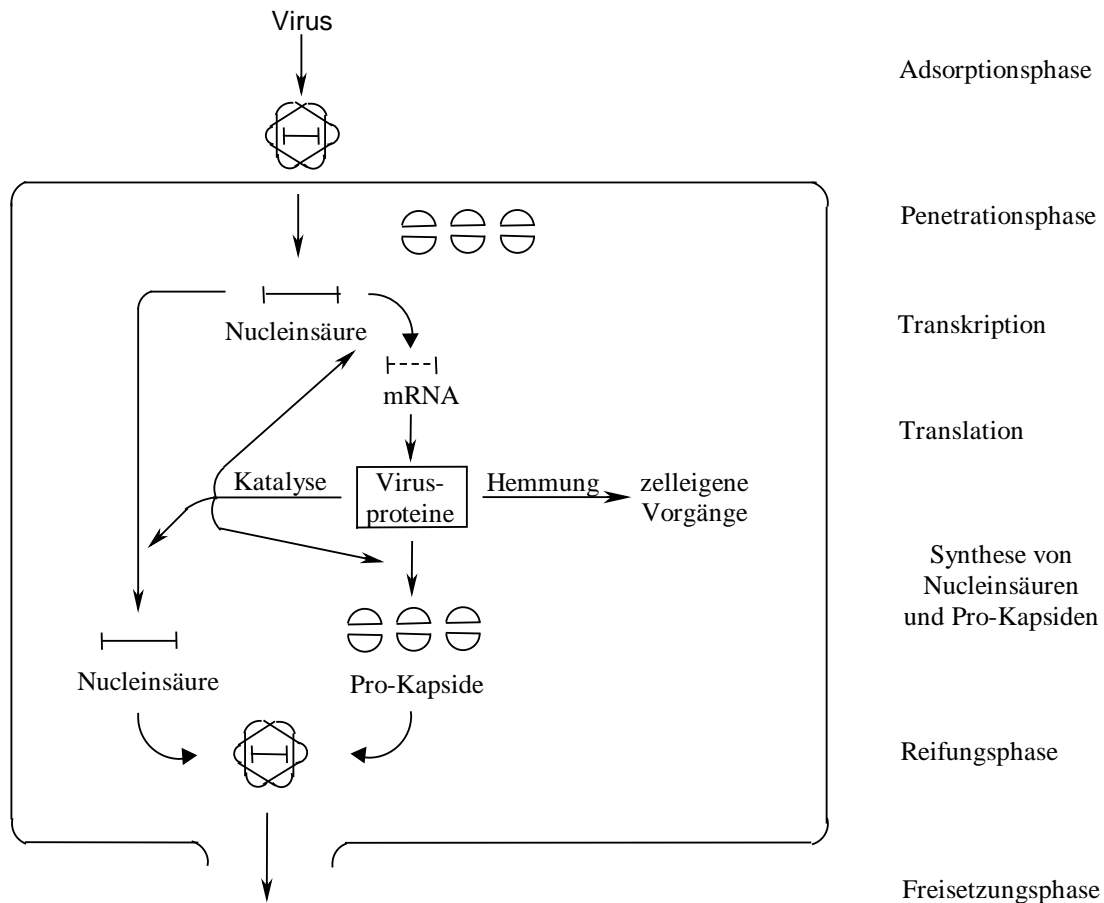 Virus
Adsorptionsphase
Penetrationsphase
Nucleinsäure
Transkription
mRNA
Translation
Katalyse
Virus-
proteine
Hemmung
zelleigene
Vorgänge
Synthese von
Nucleinsäuren
und Pro-Kapsiden
Nucleinsäure
Pro-Kapside
Reifungsphase
Freisetzungsphase